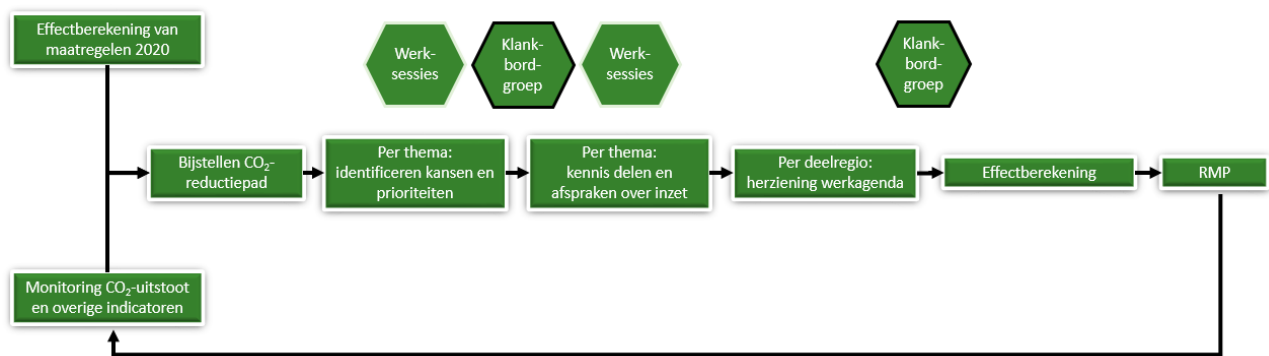 Effectberekening van
maatregelen 2020
Werk-
sessies
Klank-
bord-
groep
Werk-
sessies
Klank-
bord-
groep
Bijstellen CO₂-
reductiepad
Per thema:
identificeren kansen en
prioriteiten
Per thema:
kennis delen en
afspraken over inzet
Per deelregio:
herziening werkagenda
Effectberekening
RMP
Monitoring CO₂-uitstoot
en overige indicatoren